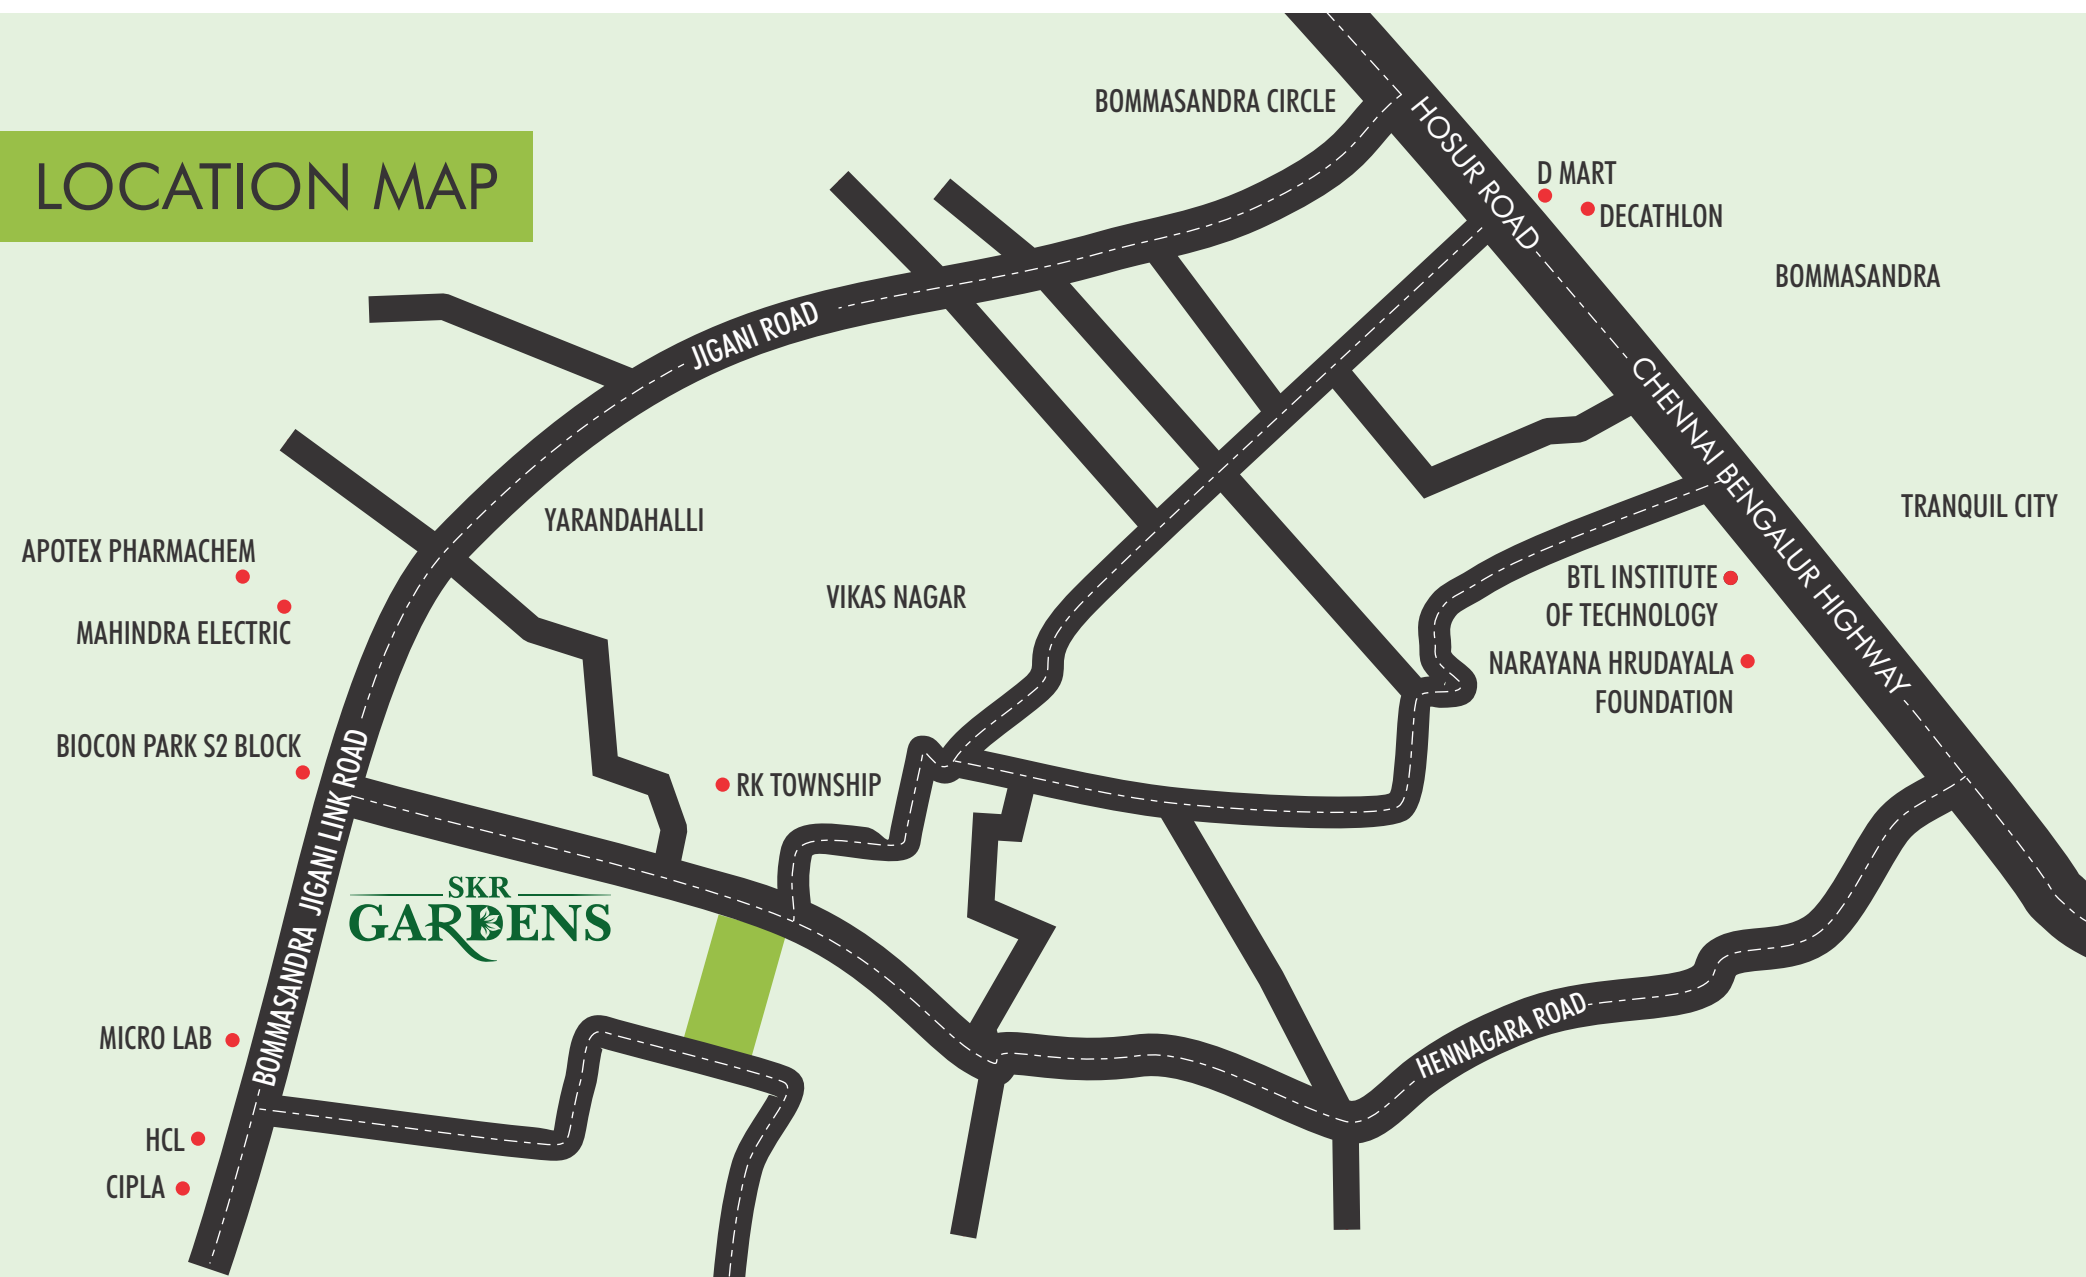 LOCATION MAP
BOMMASANDRA CIRCLE
HOSUR ROAD
D MART
DECATHLON
BOMMASANDRA
JIGANI ROAD
CHENNAI BENGALUR HIGHWAY
TRANQUIL CITY
YARANDAHALLI
APOTEX PHARMACHEM
MAHINDRA ELECTRIC
VIKAS NAGAR
BTL INSTITUTE
OF TECHNOLOGY
NARAYANA HRUDAYALA
FOUNDATION
BIOCON PARK S2 BLOCK
RK TOWNSHIP
BOMMASANDRA JIGANI LINK ROAD
SKR
GARDENS
MICRO LAB
HENNAGARA ROAD
HCL
CIPLA